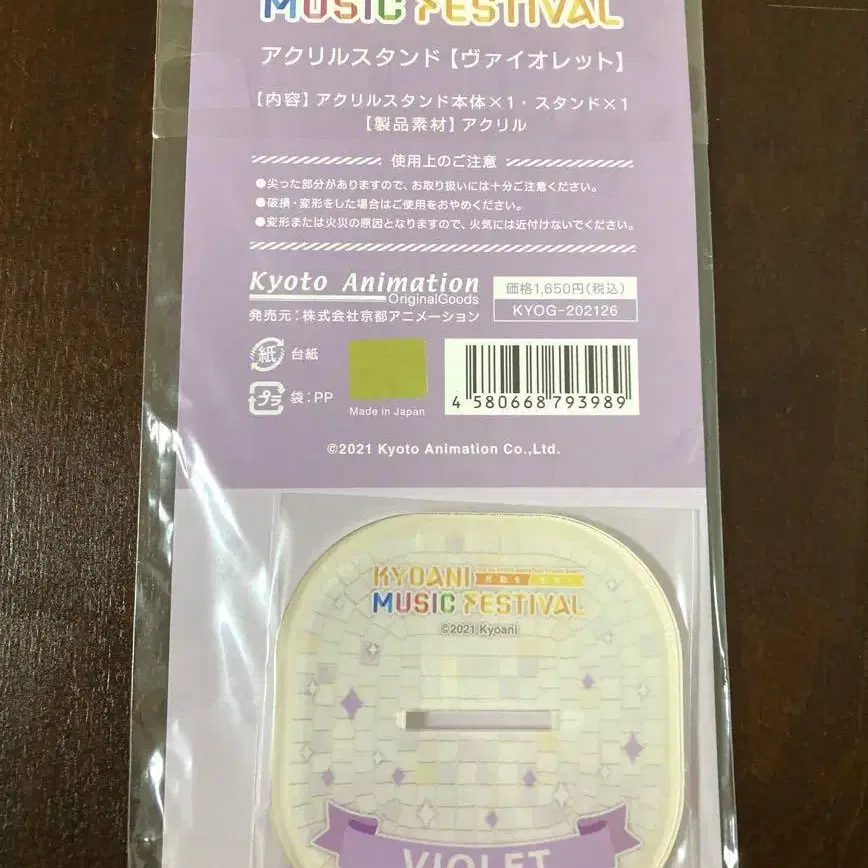 MUSIC FESTIVAL
アクリルスタンド【ヴァイオレット】
【内容】アクリルスタンド本体×1・スタンド×1
【製品素材】アクリル
使用上のご注意
●尖った部分がありますので、お取り扱いには十分ご注意ください。
●破損・変形をした場合はご使用をおやめください。
●変形または火災の原因となりますので、火気には近付けないでください。
Kyoto Animation
OriginalGoods
発売元：株式会社京都アニメーション
価格1,650円(税込)
KYOG-202126
紙 台紙
プラ 袋：PP
Made in Japan
4 580668 793989
©2021 Kyoto Animation Co.,Ltd.
KYOANI
MUSIC FESTIVAL
©2021 Kyoani
VIOLET